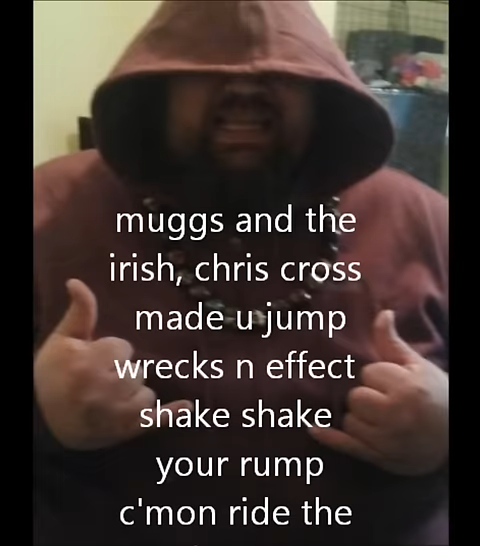 muggs and the
irish, chris cross
made u jump
wrecks n effect
shake shake
your rump
c'mon ride the